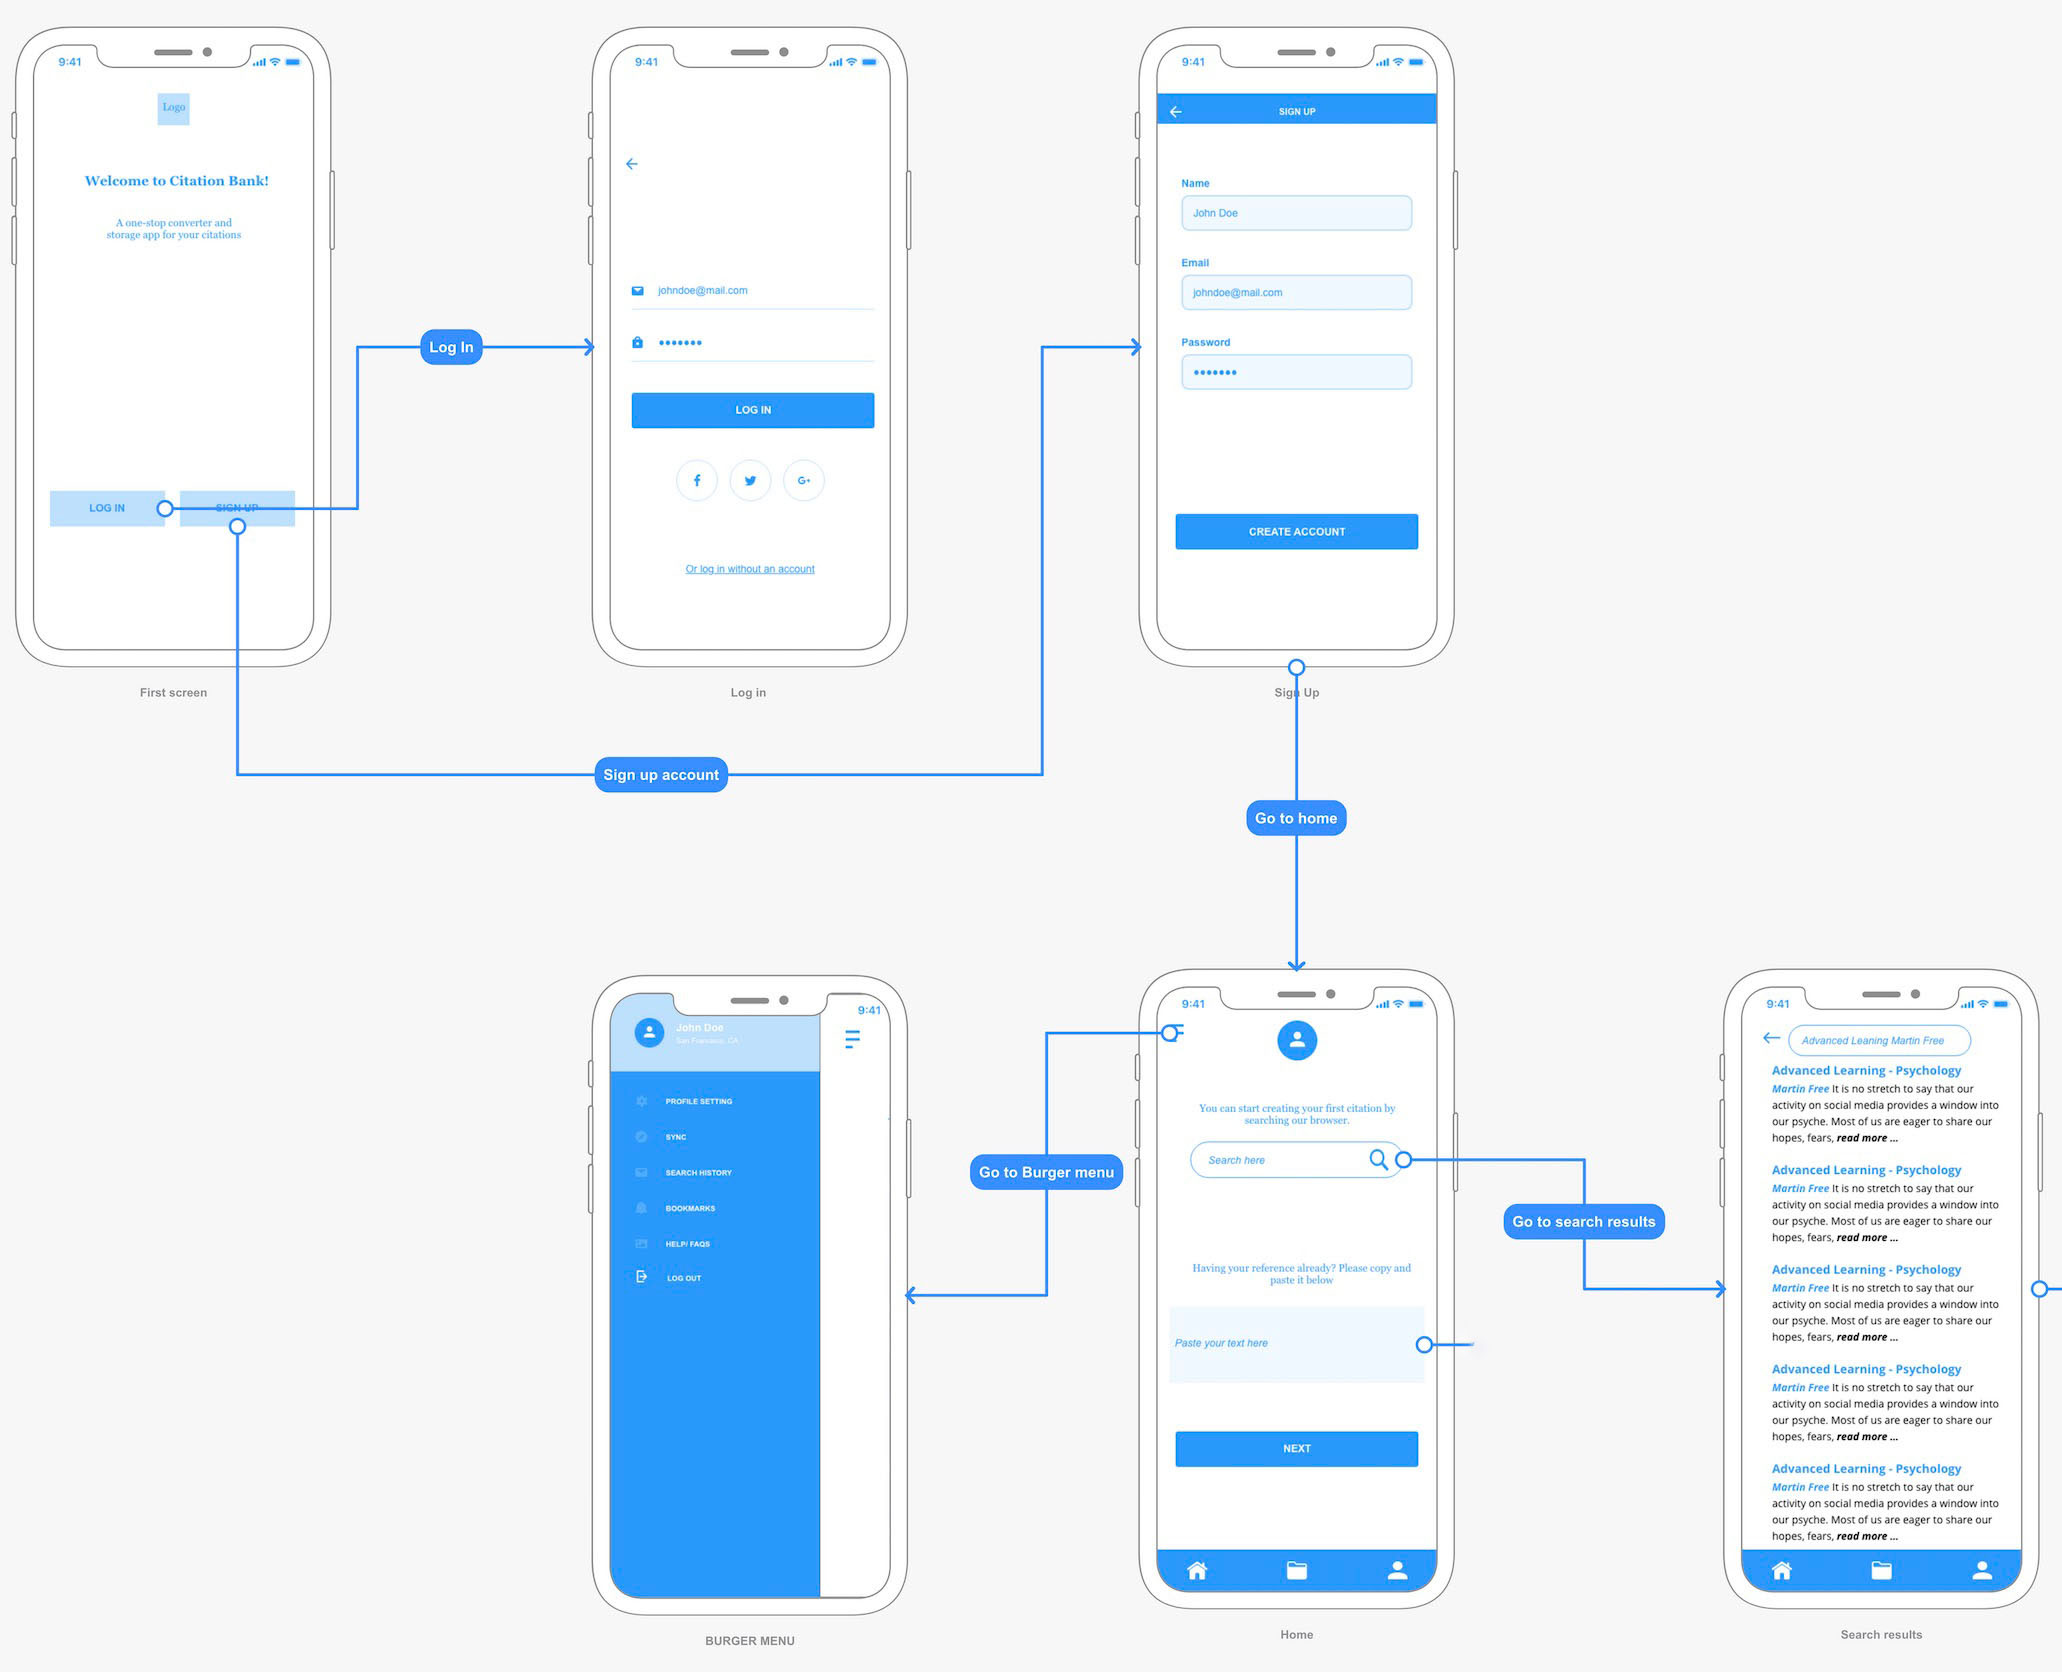 9:41
Logo
Welcome to Citation Bank!
A one-stop converter and
storage app for your citations
LOG IN
SIGN UP
First screen
Log In
9:41
johndoe@mail.com
LOG IN
G+
Or log in without an account
Log in
Sign up account
9:41
SIGN UP
Name
John Doe
Email
johndoe@mail.com
Password
CREATE ACCOUNT
Sign Up
Go to home
9:41
John Doe
San Fransisco, CA
PROFILE SETTING
SYNC
SEARCH HISTORY
BOOKMARKS
HELP/ FAQS
LOG OUT
BURGER MENU
Go to Burger menu
9:41
You can start creating your first citation by
searching our browser.
Search here
Having your reference already? Please copy and
paste it below
Paste your text here
NEXT
Home
Go to search results
9:41
Advanced Leaning Martin Free
Advanced Learning - Psychology
Martin Free It is no stretch to say that our
activity on social media provides a window into
our psyche. Most of us are eager to share our
hopes, fears, read more ...
Advanced Learning - Psychology
Martin Free It is no stretch to say that our
activity on social media provides a window into
our psyche. Most of us are eager to share our
hopes, fears, read more ...
Advanced Learning - Psychology
Martin Free It is no stretch to say that our
activity on social media provides a window into
our psyche. Most of us are eager to share our
hopes, fears, read more ...
Advanced Learning - Psychology
Martin Free It is no stretch to say that our
activity on social media provides a window into
our psyche. Most of us are eager to share our
hopes, fears, read more ...
Advanced Learning - Psychology
Martin Free It is no stretch to say that our
activity on social media provides a window into
our psyche. Most of us are eager to share our
hopes, fears, read more ...
Search results